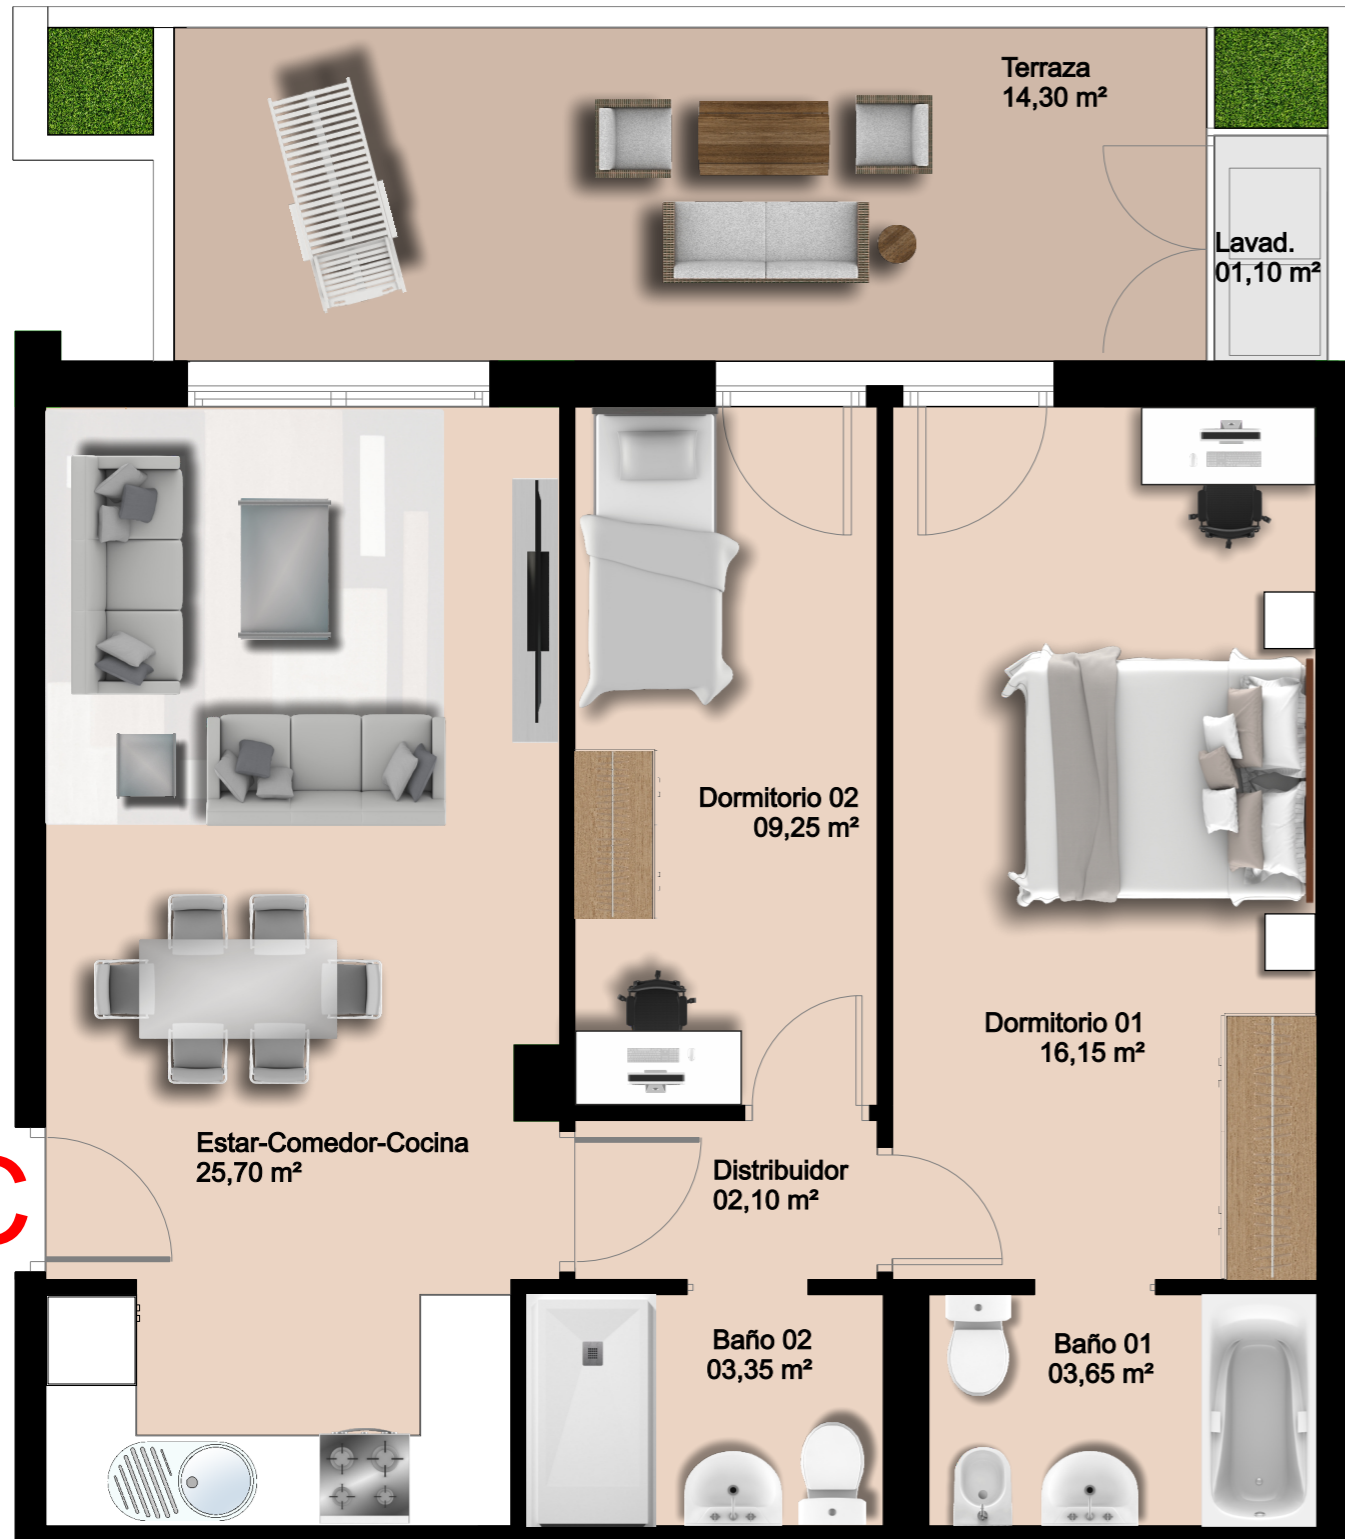 Terraza
14,30 m²
Lavad.
01,10 m²
Dormitorio 02
09,25 m²
Dormitorio 01
16,15 m²
Estar-Comedor-Cocina
25,70 m²
Distribuidor
02,10 m²
C
Baño 02
03,35 m²
Baño 01
03,65 m²